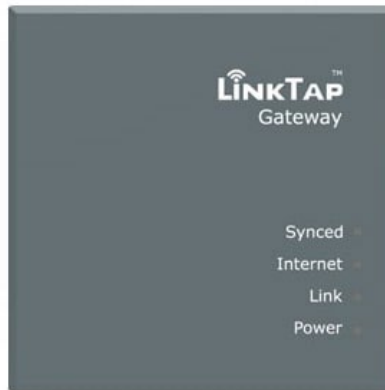 LINKTAP™
Gateway
Synced
Internet
Link
Power